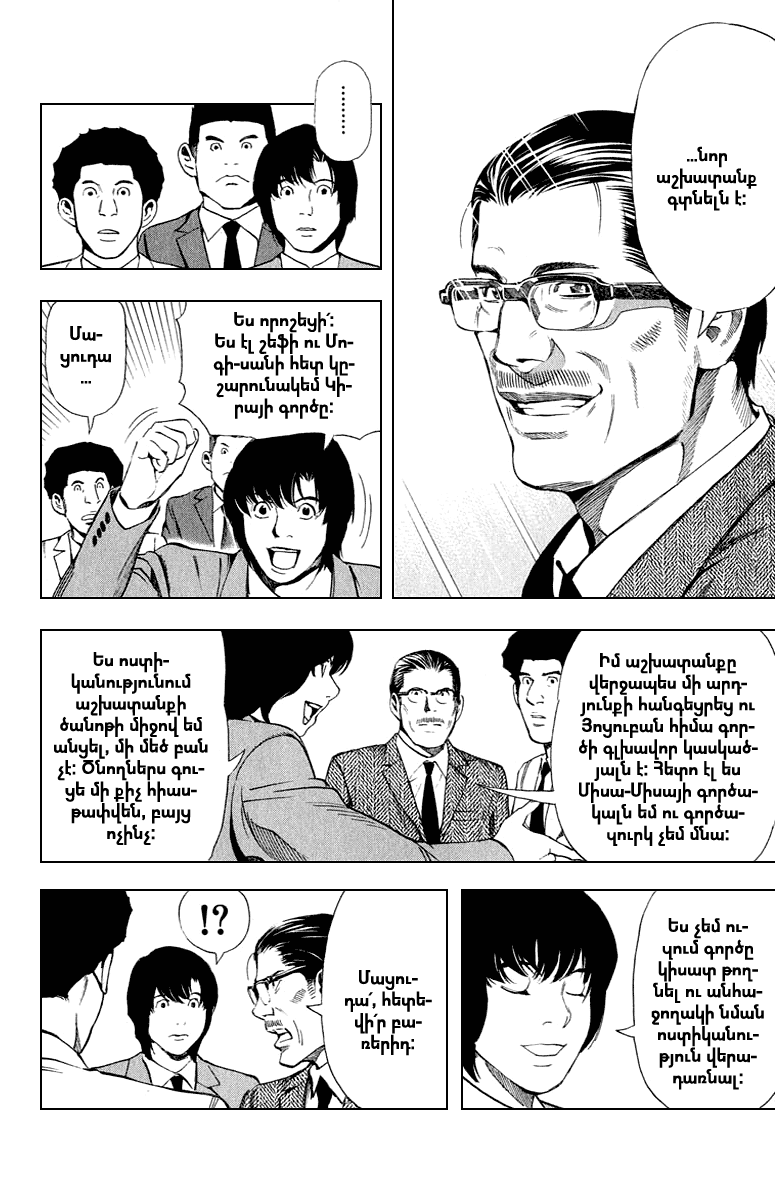 ...նոր
աշխատանք
գտնելն է:
.........
Ես որոշեցի՜:
Ես էլ շեֆի ու Մո-
գի-սանի հետ կը-
շարունակեմ Կի-
րայի գործը:
Մա-
ցուդա
...
Իմ աշխատանքը
վերջապես մի արդ-
յունքի հանգեցրեց ու
Յոցուբան հիմա գոր-
ծի գլխավոր կասկած-
յալն է: Հետո էլ ես
Միսա-Միսայի գործա-
կալն եմ ու գործա-
զուրկ չեմ մնա:
Ես ոստի-
կանությունում
աշխատանքի
ծանոթի միջով եմ
անցել, մի մեծ բան
չէ: Ծնողներս գու-
ցե մի քիչ հիաս-
թափվեն, բայց
ոչինչ:
Ես չեմ ու-
զում գործը
կիսատ թող-
նել ու անհա-
ջողակի նման
ոստիկանու-
թյուն վերա-
դառնալ:
Մացու-
դա՛, հետե-
վի՛ր բա-
ռերիդ:
!?